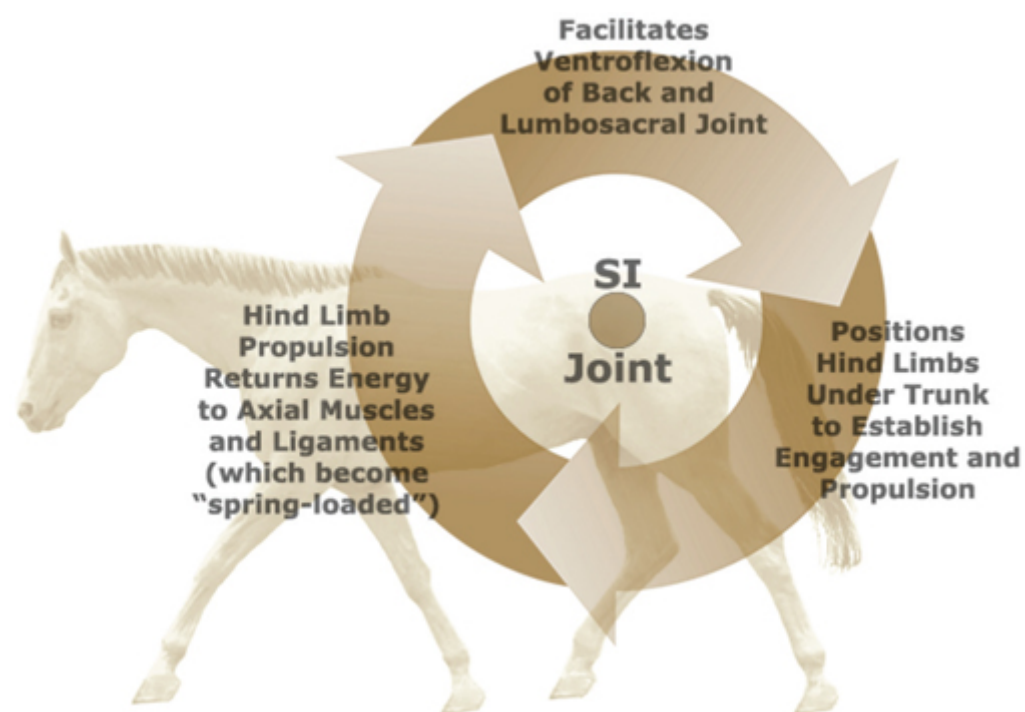 Facilitates
Ventroflexion
of Back and
Lumbosacral Joint
SI
Joint
Positions
Hind Limbs
Under Trunk
to Establish
Engagement and
Propulsion
Hind Limb
Propulsion
Returns Energy
to Axial Muscles
and Ligaments
(which become
“spring-loaded”)